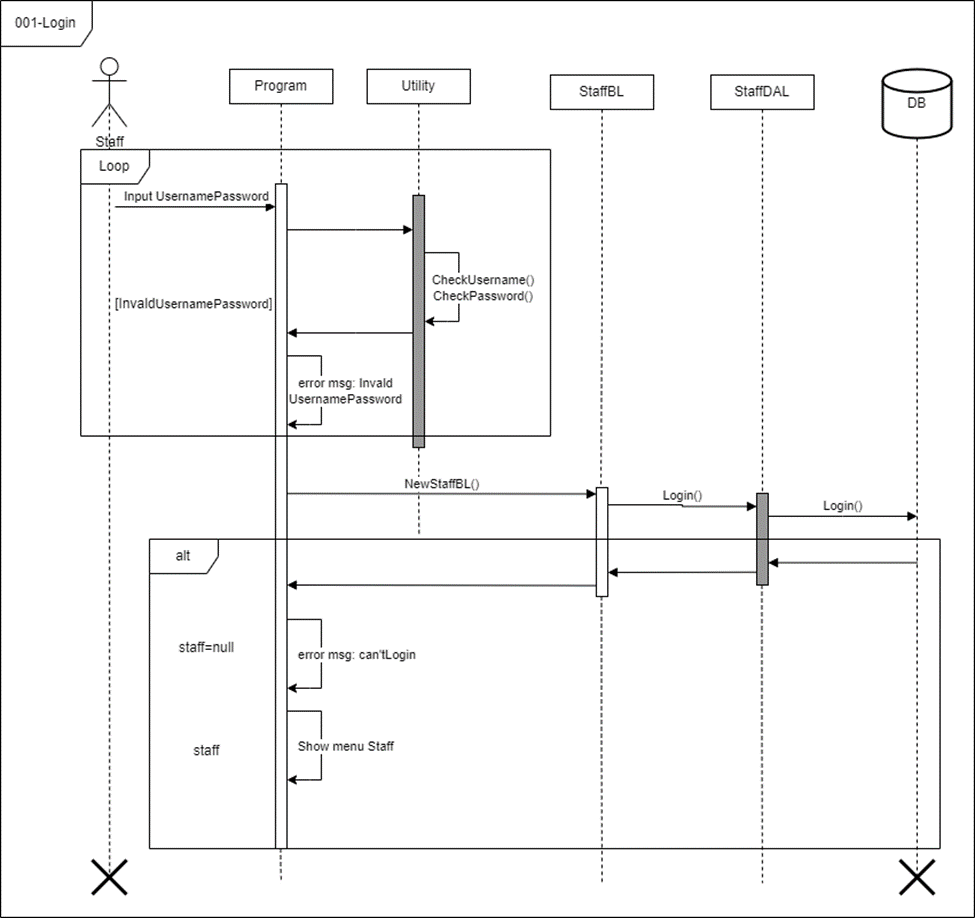 001-Login
Program
Utility
StaffBL
StaffDAL
DB
Staff
Loop
Input UsernamePassword
CheckUsername()
CheckPassword()
[InvaldUsernamePassword]
error msg: Invald
UsernamePassword
NewStaffBL()
Login()
Login()
alt
staff=null
error msg: can'tLogin
staff
Show menu Staff